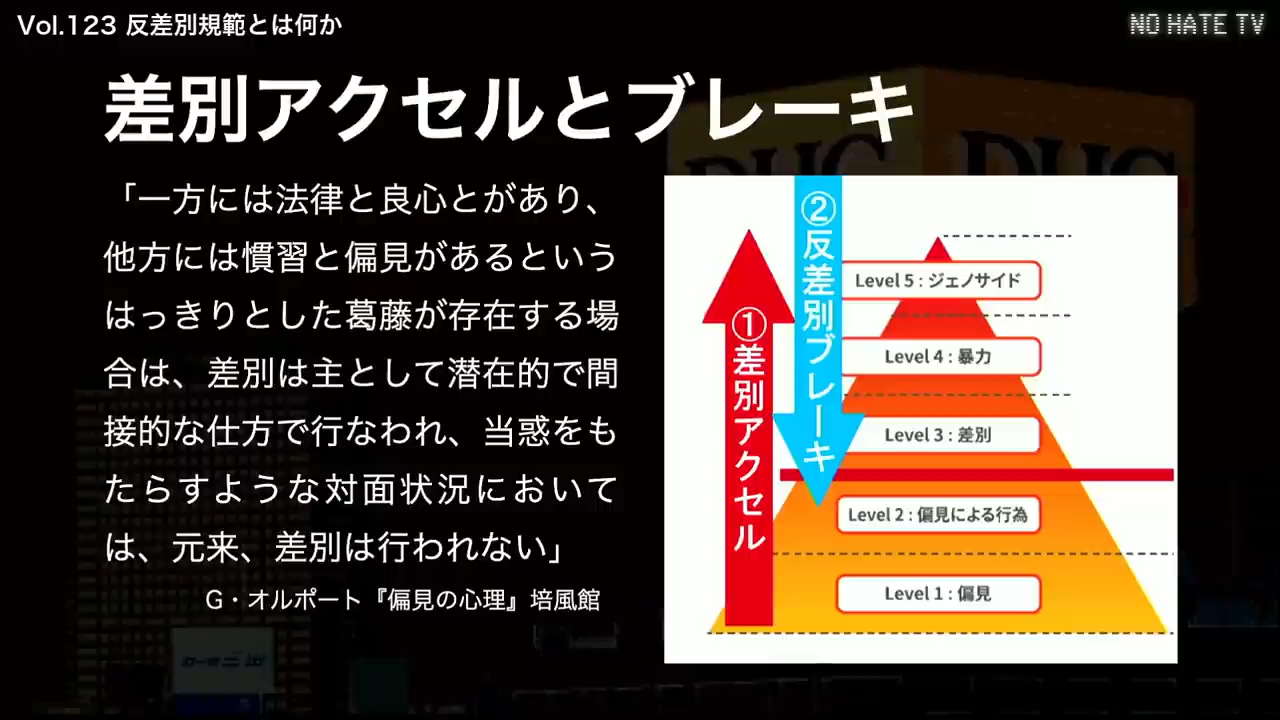 Vol.123 反差別規範とは何か
NO HATE TV
差別アクセルとブレーキ
「一方には法律と良心とがあり、
他方には慣習と偏見があるという
はっきりとした葛藤が存在する場
合は、差別は主として潜在的で間
接的な仕方で行なわれ、当惑をも
たらすような対面状況において
は、元来、差別は行われない」
G・オルポート『偏見の心理』培風館
①差別アクセル
②反差別ブレーキ
Level 5 : ジェノサイド
Level 4 : 暴力
Level 3 : 差別
Level 2 : 偏見による行為
Level 1 : 偏見
DHC
DHC